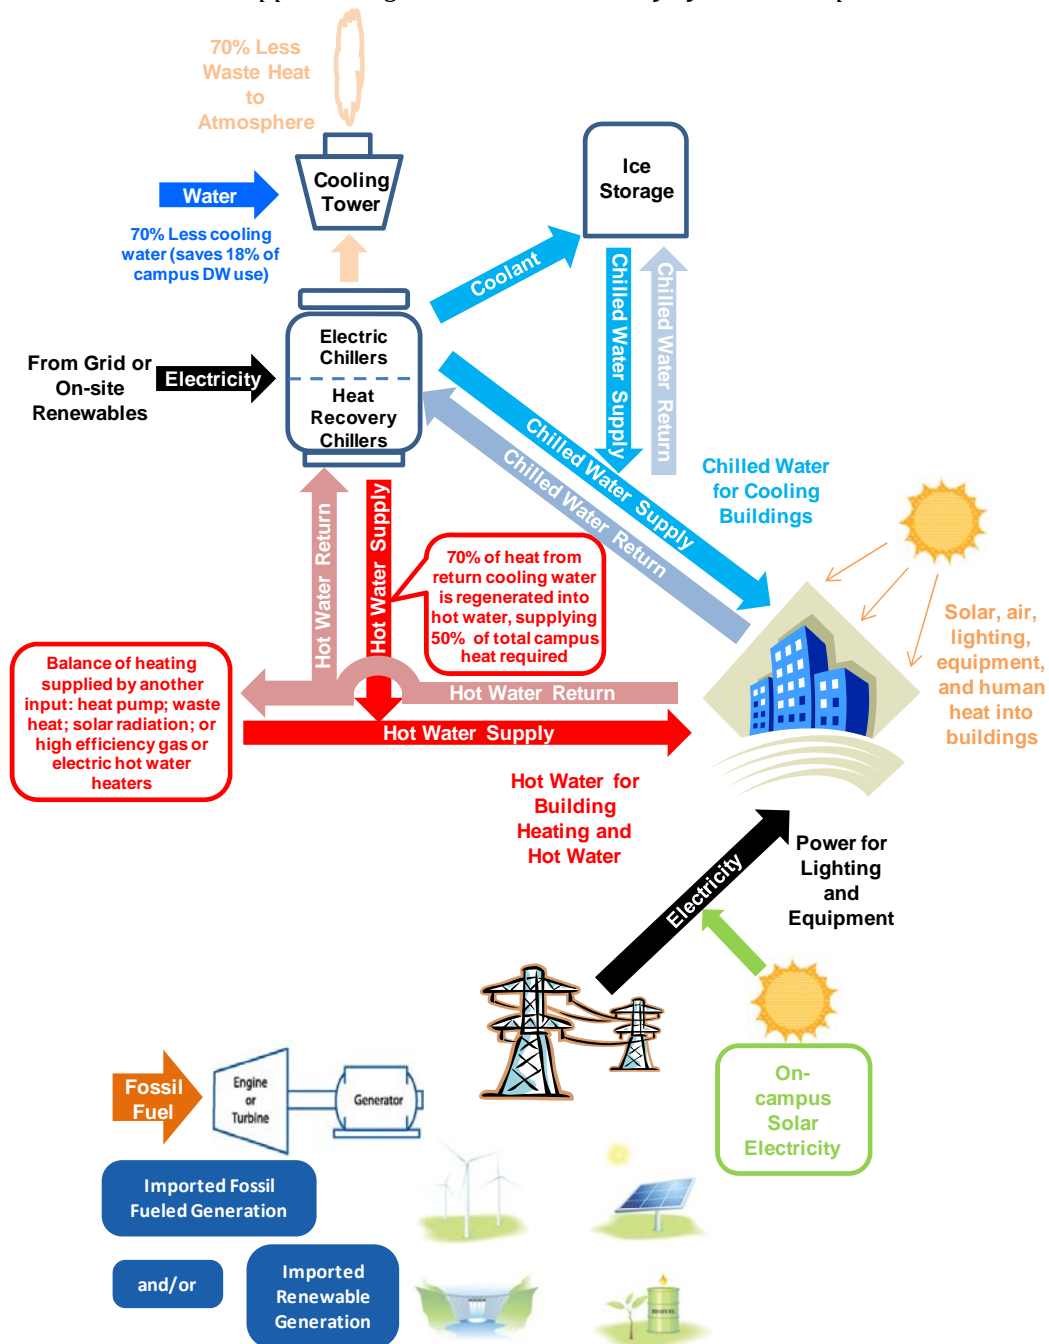 70% Less
Waste Heat
to
Atmosphere
Cooling
Tower
Water
70% Less cooling
water (saves 18% of
campus DW use)
Ice
Storage
Coolant
Chilled Water Supply
Chilled Water Return
Electric
Chillers
Heat
Recovery
Chillers
From Grid or
On-site
Renewables
Electricity
Chilled Water Supply
Chilled Water Return
Chilled Water
for Cooling
Buildings
Hot Water Return
Hot Water Supply
70% of heat from
return cooling water
is regenerated into
hot water, supplying
50% of total campus
heat required
Solar, air,
lighting,
equipment,
and human
heat into
buildings
Balance of heating
supplied by another
input: heat pump; waste
heat; solar radiation; or
high efficiency gas or
electric hot water
heaters
Hot Water Return
Hot Water Supply
Hot Water for
Building
Heating and
Hot Water
Electricity
Power for
Lighting
and
Equipment
On-
campus
Solar
Electricity
Fossil
Fuel
Engine
or
Turbine
Generator
Imported Fossil
Fueled Generation
and/or
Imported
Renewable
Generation